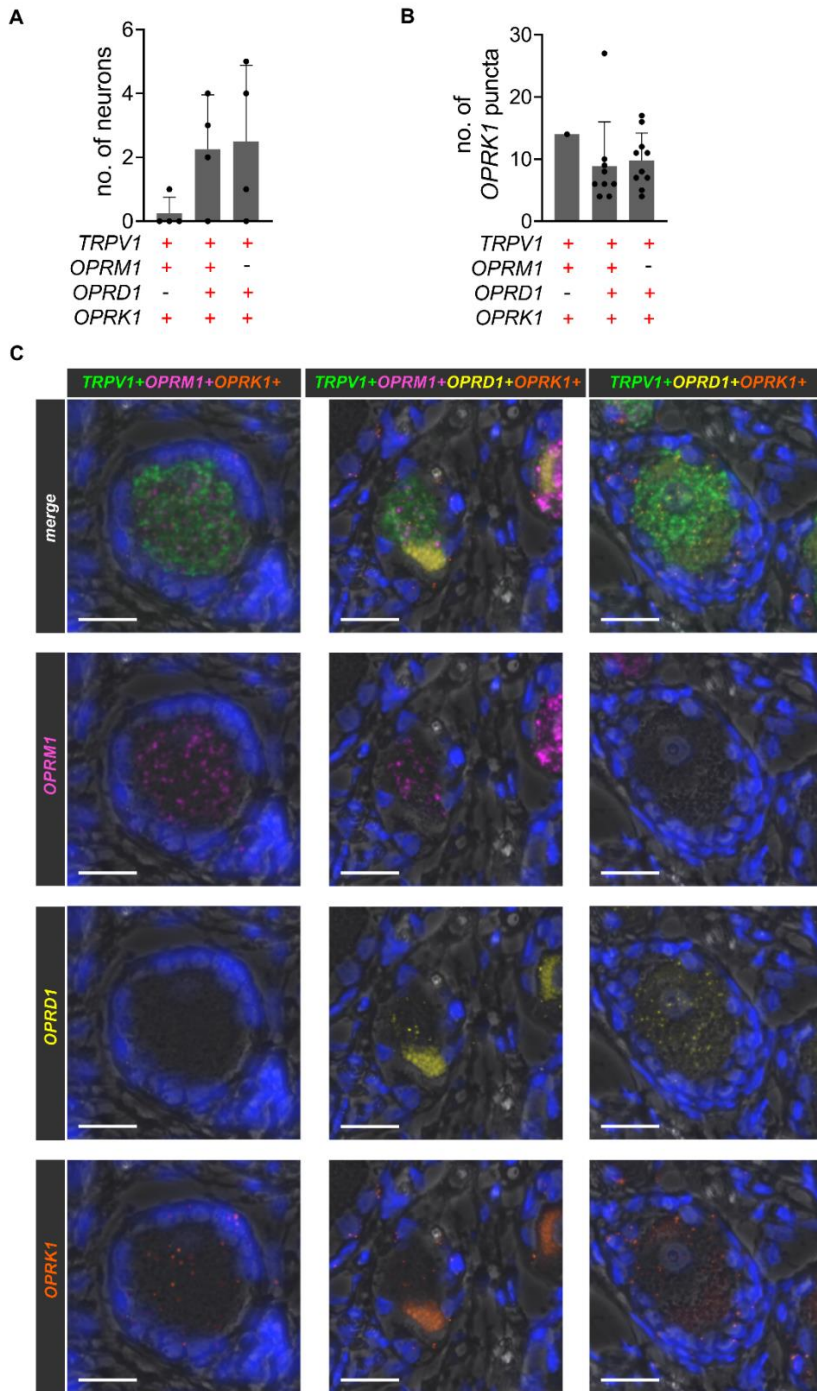 A
no. of neurons
6
4
2
0
TRPV1 + + +
OPRM1 + + -
OPRD1 - + +
OPRK1 + + +
B
no. of
OPRK1 puncta
30
20
10
0
TRPV1 + + +
OPRM1 + + -
OPRD1 - + +
OPRK1 + + +
C
TRPV1+OPRM1+OPRK1+
TRPV1+OPRM1+OPRD1+OPRK1+
TRPV1+OPRD1+OPRK1+
merge
OPRM1
OPRD1
OPRK1